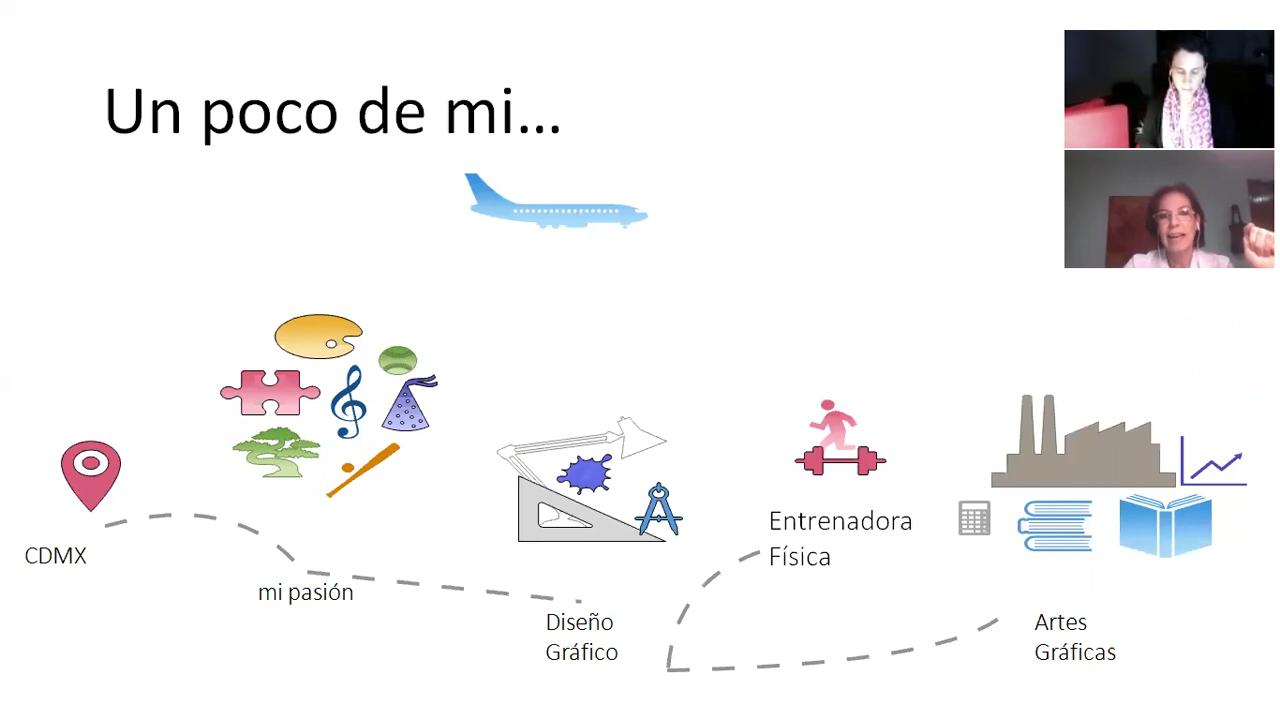 Un poco de mi...
CDMX
mi pasión
Diseño
Gráfico
Entrenadora
Física
Artes
Gráficas